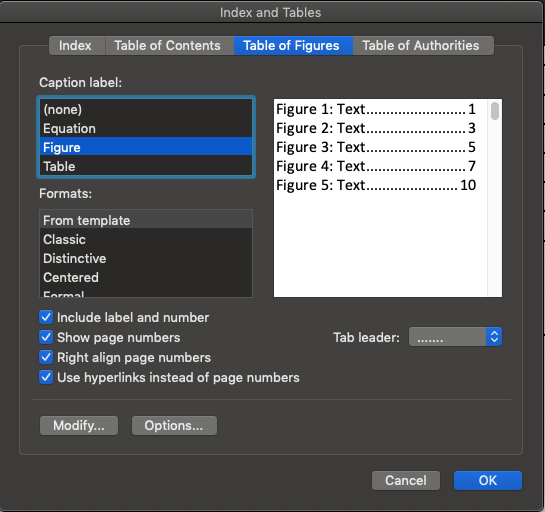 Index and Tables
Index Table of Contents Table of Figures Table of Authorities
Caption label:
(none)
Equation
Figure
Table
Figure 1: Text......................... 1
Figure 2: Text......................... 3
Figure 3: Text......................... 5
Figure 4: Text......................... 7
Figure 5: Text....................... 10
Formats:
From template
Classic
Distinctive
Centered
Formal
Include label and number
Show page numbers
Right align page numbers
Use hyperlinks instead of page numbers
Tab leader: .......
Modify... Options...
Cancel OK